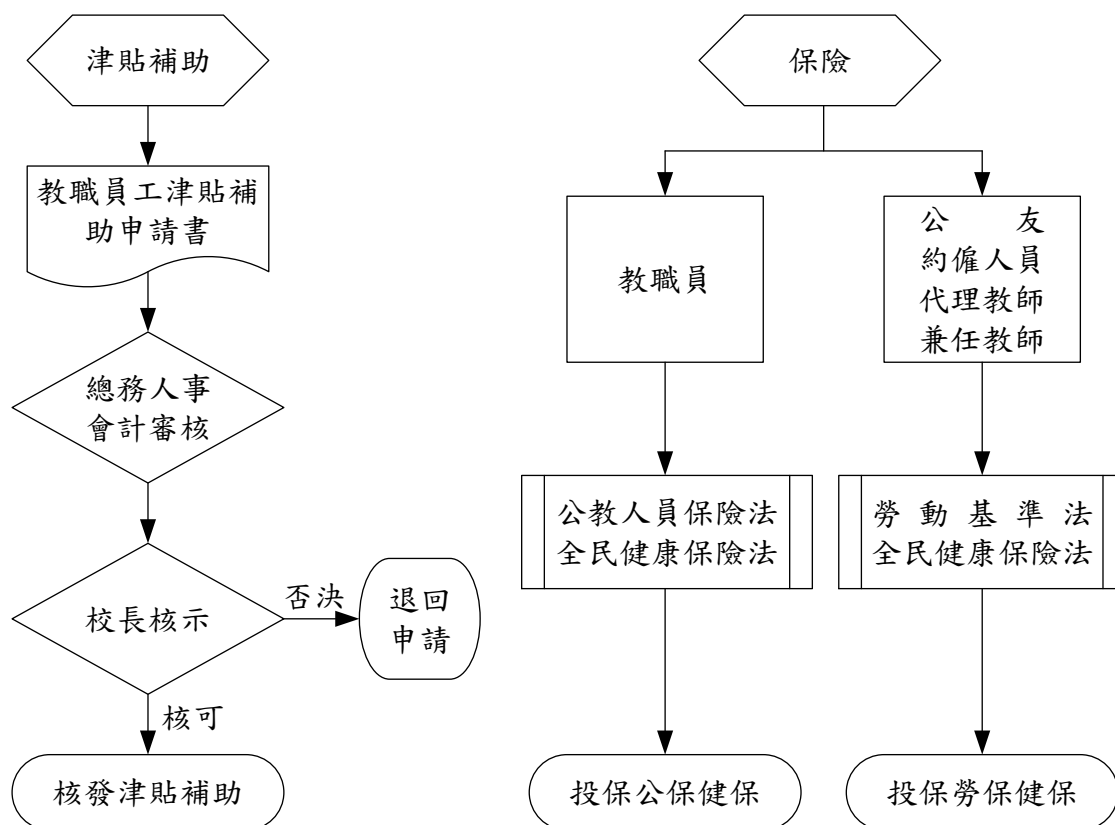 津貼補助
教職員工津貼補
助申請書
總務人事
會計審核
校長核示
否決
退回
申請
核可
核發津貼補助
保險
教職員
公友
約僱人員
代理教師
兼任教師
公教人員保險法
全民健康保險法
勞動基準法
全民健康保險法
投保公保健保
投保勞保健保